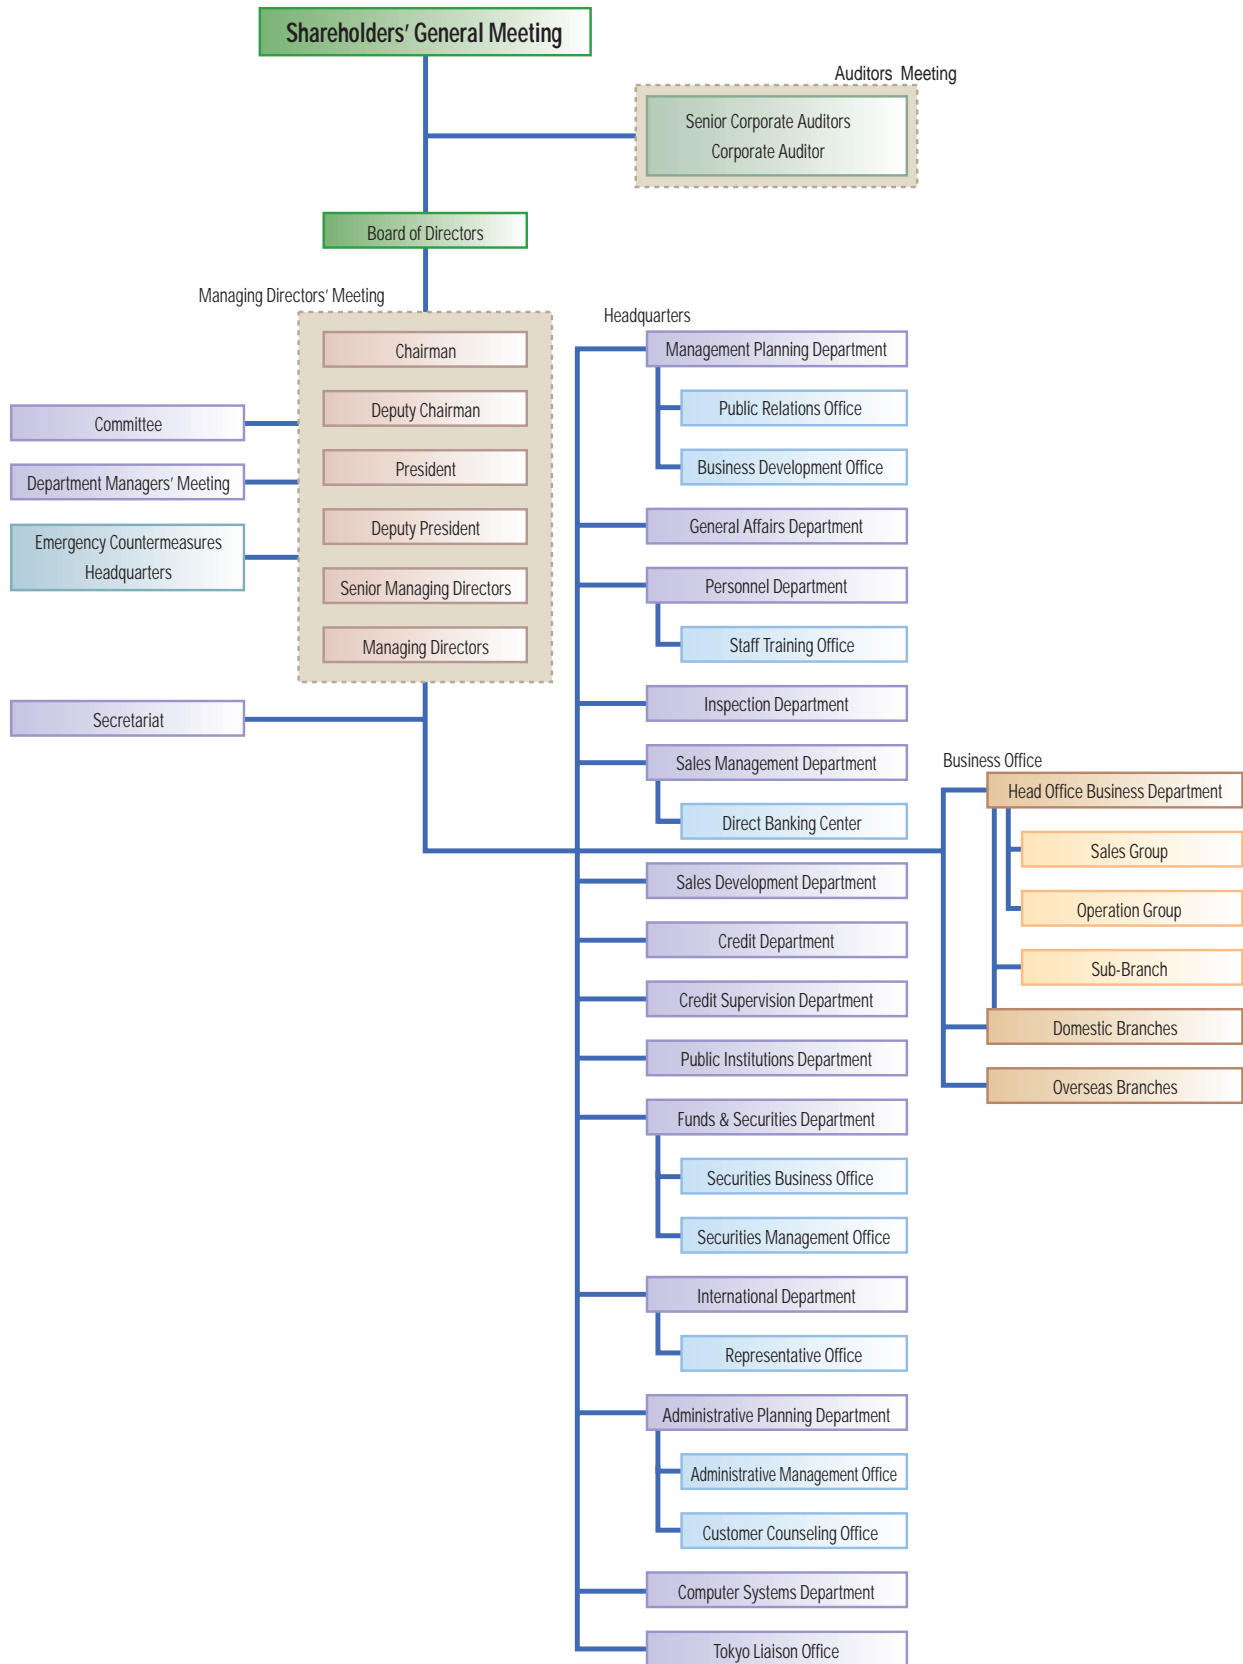 Shareholders' General Meeting
Auditors Meeting
Senior Corporate Auditors
Corporate Auditor
Board of Directors
Managing Directors' Meeting
Chairman
Deputy Chairman
President
Deputy President
Senior Managing Directors
Managing Directors
Committee
Department Managers' Meeting
Emergency Countermeasures
Headquarters
Secretariat
Headquarters
Management Planning Department
Public Relations Office
Business Development Office
General Affairs Department
Personnel Department
Staff Training Office
Inspection Department
Sales Management Department
Direct Banking Center
Sales Development Department
Credit Department
Credit Supervision Department
Public Institutions Department
Funds & Securities Department
Securities Business Office
Securities Management Office
International Department
Representative Office
Administrative Planning Department
Administrative Management Office
Customer Counseling Office
Computer Systems Department
Tokyo Liaison Office
Business Office
Head Office Business Department
Sales Group
Operation Group
Sub-Branch
Domestic Branches
Overseas Branches